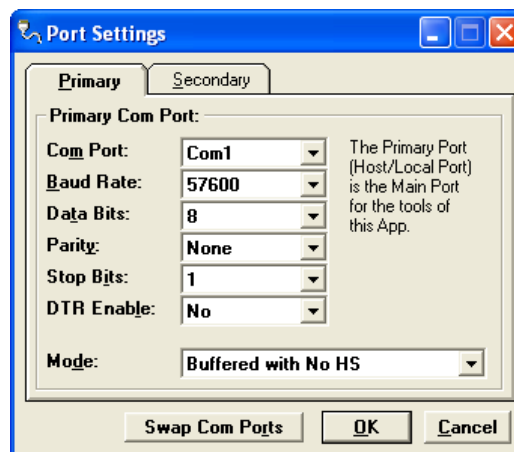 Port Settings
Primary
Secondary
Primary Com Port:
Com Port: Com1
Baud Rate: 57600
Data Bits: 8
Parity: None
Stop Bits: 1
DTR Enable: No
The Primary Port
(Host/Local Port)
is the Main Port
for the tools of
this App.
Mode: Buffered with No HS
Swap Com Ports OK Cancel